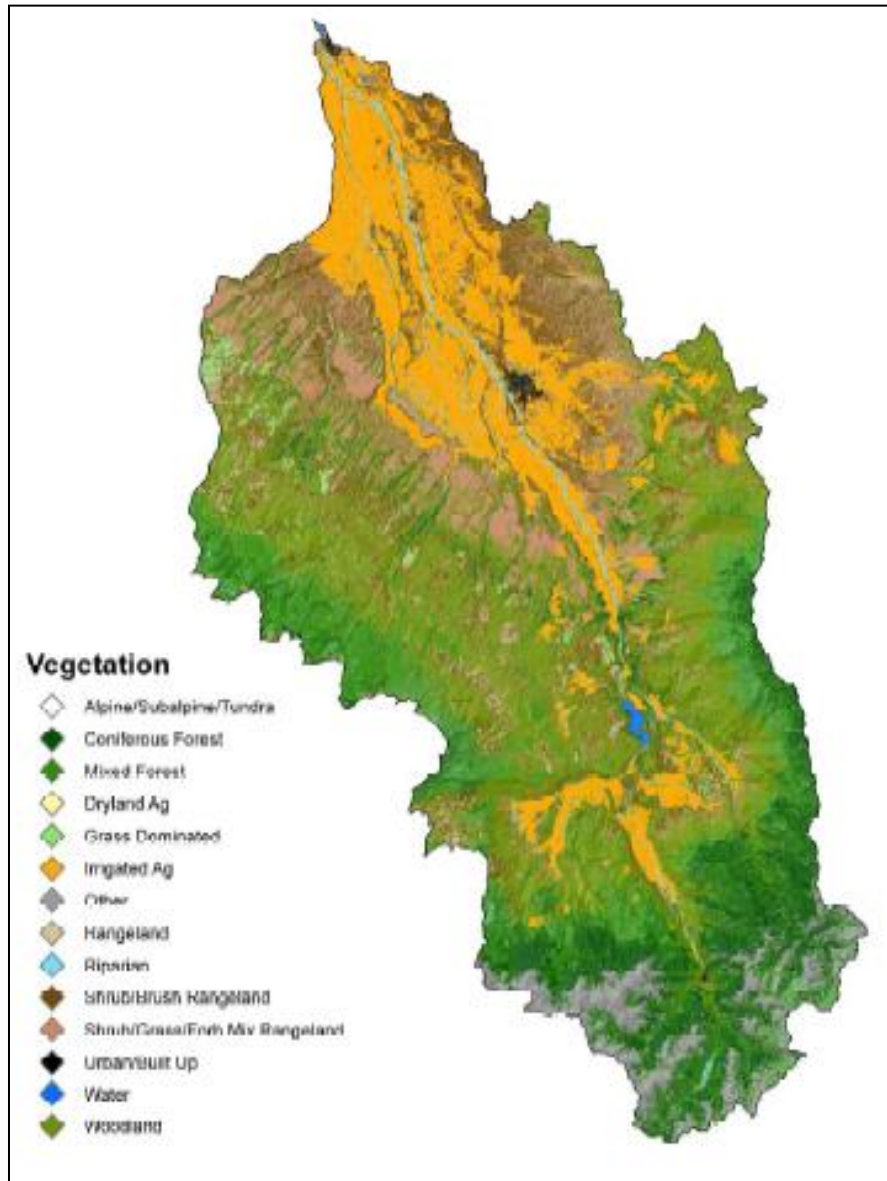 Vegetation
Alpine/Subalpine/Tundra
Coniferous Forest
Mixed Forest
Dryland Ag
Grass Dominated
Irrigated Ag
Other
Rangeland
Riparian
Shrub/Brush Rangeland
Shrub/Grass/Forb Mix Rangeland
Urban/Built Up
Water
Woodland